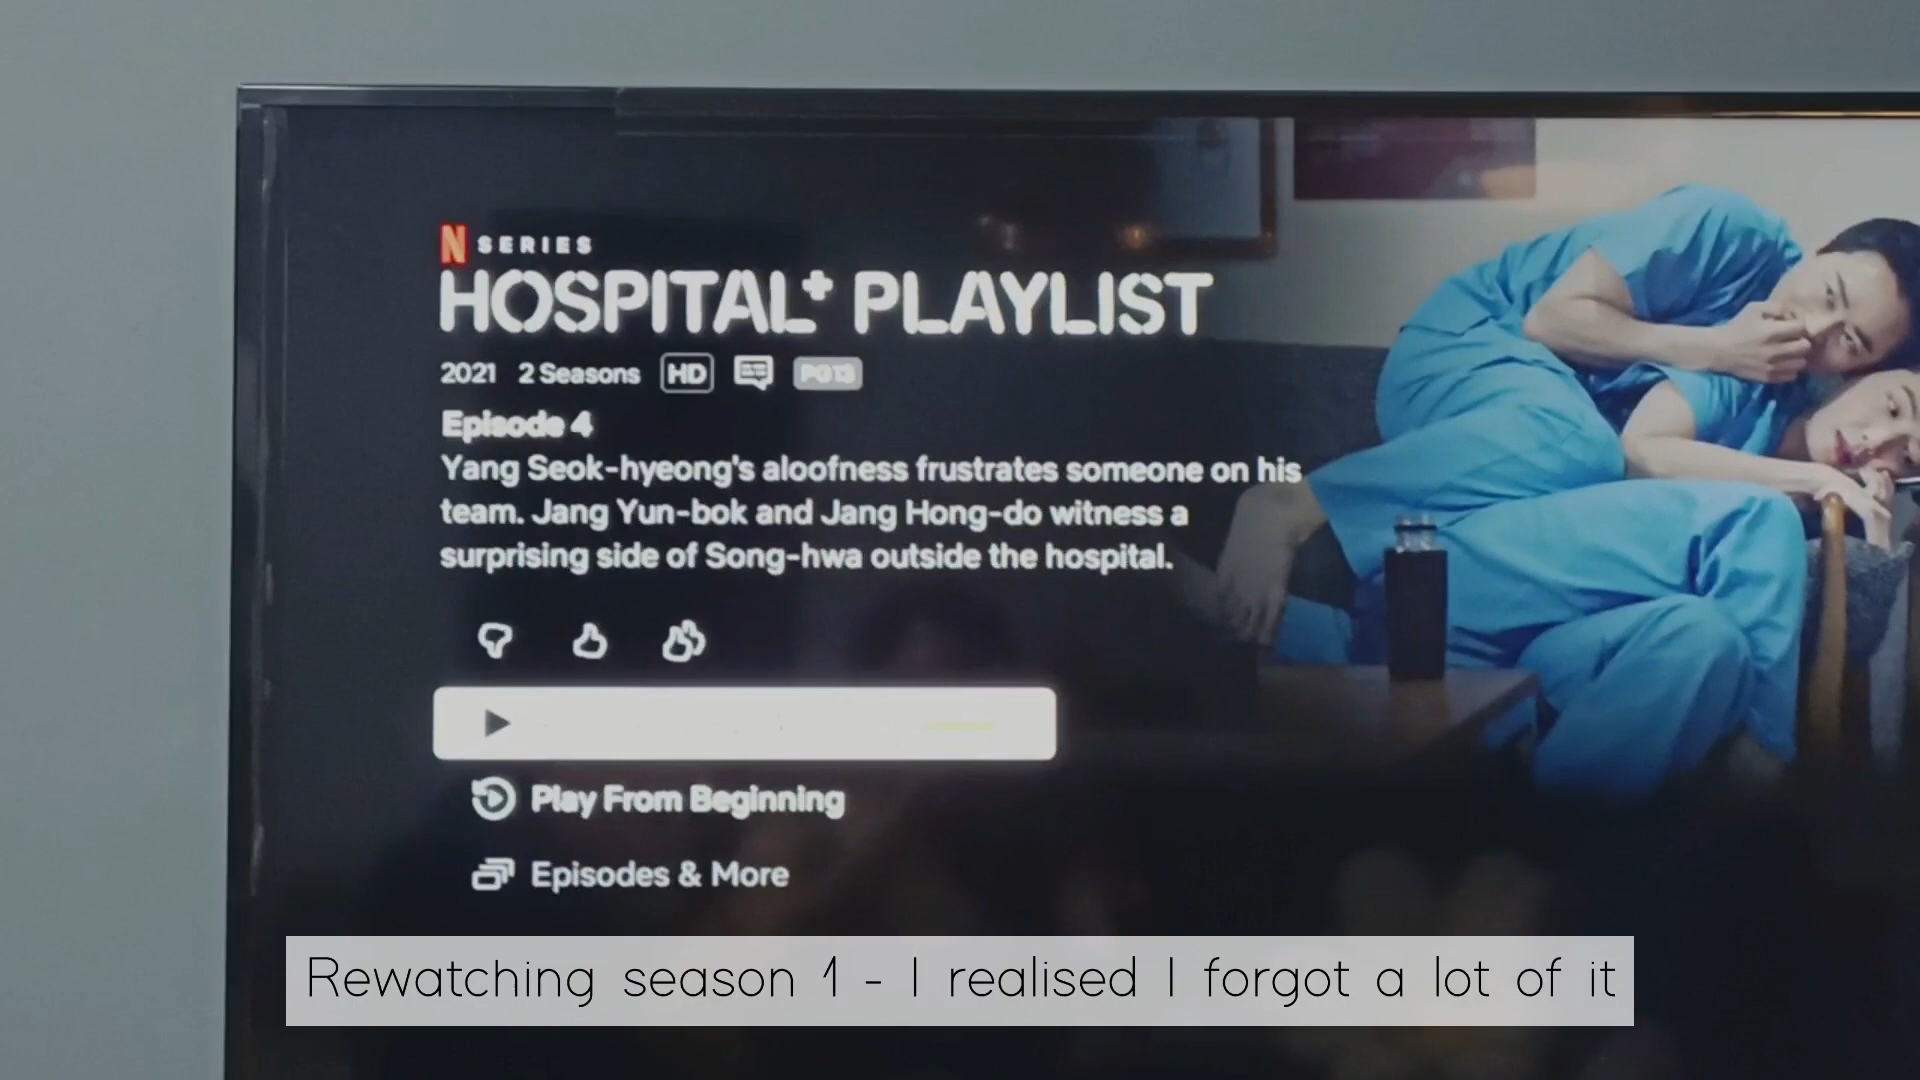 N SERIES
HOSPITAL+ PLAYLIST
2021 2 Seasons HD PG13
Episode 4
Yang Seok-hyeong's aloofness frustrates someone on his
team. Jang Yun-bok and Jang Hong-do witness a
surprising side of Song-hwa outside the hospital.
Play From Beginning
Episodes & More
Rewatching season 1 - I realised I forgot a lot of it